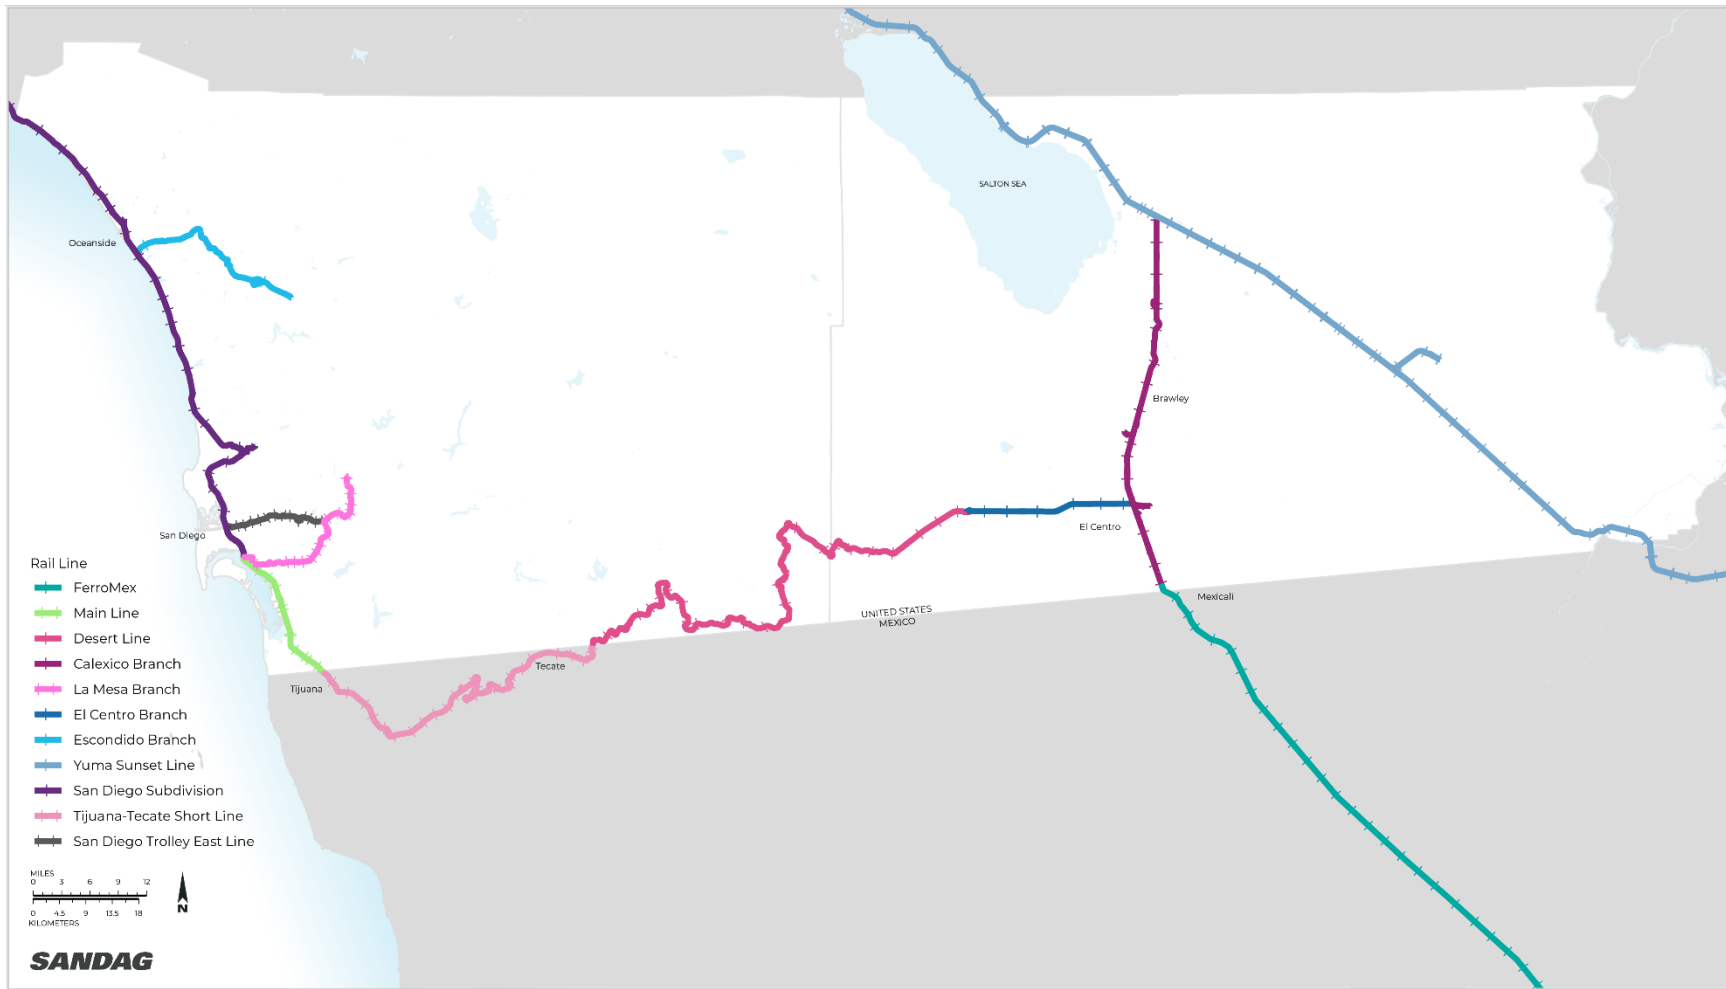 SALTON SEA
Oceanside
Brawley
San Diego
El Centro
Rail Line
FerroMex
Main Line
Desert Line
Calexico Branch
La Mesa Branch
El Centro Branch
Escondido Branch
Yuma Sunset Line
San Diego Subdivision
Tijuana-Tecate Short Line
San Diego Trolley East Line
Mexicali
UNITED STATES
MEXICO
Tecate
Tijuana
MILES
0 3 6 9 12
0 4.5 9 13.5 18
KILOMETERS
N
SANDAG